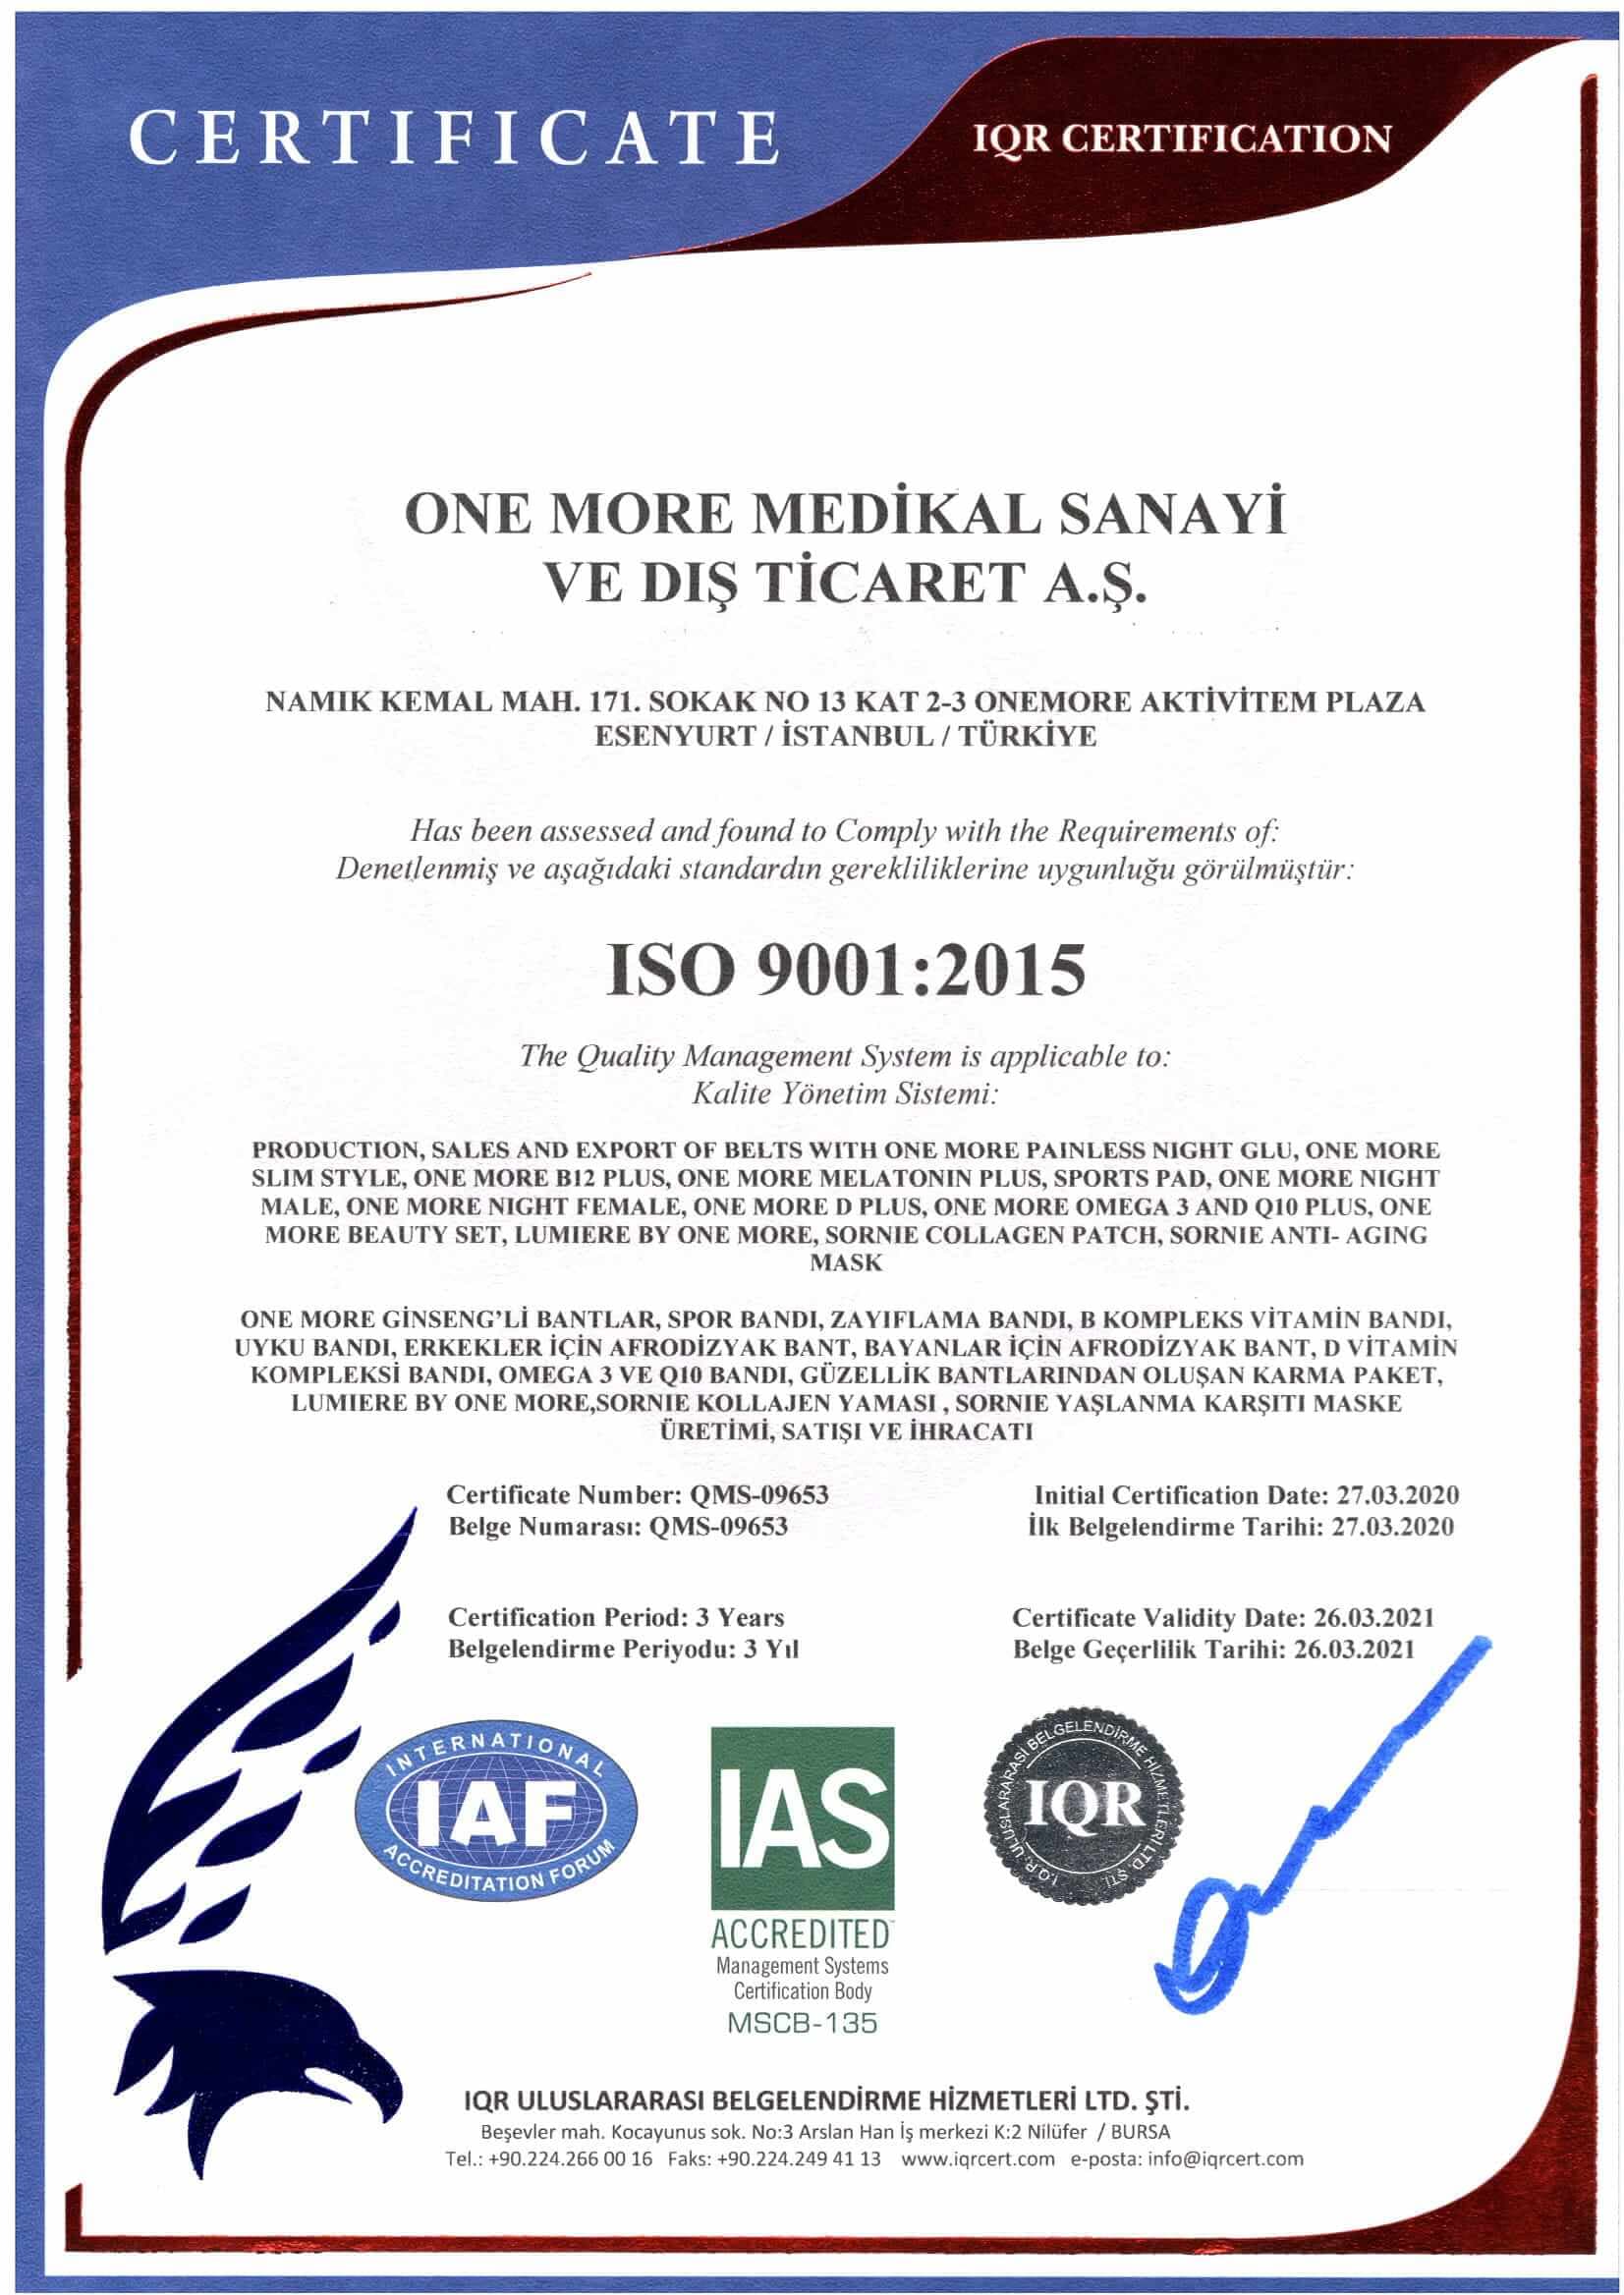 CERTIFICATE
IQR CERTIFICATION
ONE MORE MEDİKAL SANAYİ
VE DIŞ TİCARET A.Ş.
NAMIK KEMAL MAH. 171. SOKAK NO 13 KAT 2-3 ONEMORE AKTİVİTEM PLAZA
ESENYURT / İSTANBUL / TÜRKİYE
Has been assessed and found to Comply with the Requirements of:
Denetlenmiş ve aşağıdaki standardın gerekliliklerine uygunluğu görülmüştür:
ISO 9001:2015
The Quality Management System is applicable to:
Kalite Yönetim Sistemi:
PRODUCTION, SALES AND EXPORT OF BELTS WITH ONE MORE PAINLESS NIGHT GLU, ONE MORE
SLIM STYLE, ONE MORE B12 PLUS, ONE MORE MELATONIN PLUS, SPORTS PAD, ONE MORE NIGHT
MALE, ONE MORE NIGHT FEMALE, ONE MORE D PLUS, ONE MORE OMEGA 3 AND Q10 PLUS, ONE
MORE BEAUTY SET, LUMIERE BY ONE MORE, SORNIE COLLAGEN PATCH, SORNIE ANTI- AGING
MASK
ONE MORE GİNSENG'Lİ BANTLAR, SPOR BANDI, ZAYIFLAMA BANDI, B KOMPLEKS VİTAMİN BANDI,
UYKU BANDI, ERKEKLER İÇİN AFRODİZYAK BANT, BAYANLAR İÇİN AFRODİZYAK BANT, D VİTAMİN
KOMPLEKSİ BANDI, OMEGA 3 VE Q10 BANDI, GÜZELLİK BANTLARINDAN OLUŞAN KARMA PAKET,
LUMIERE BY ONE MORE,SORNIE KOLLAJEN YAMASI , SORNIE YAŞLANMA KARŞITI MASKE
ÜRETİMİ, SATIŞI VE İHRACATI
Certificate Number: QMS-09653
Belge Numarası: QMS-09653
Initial Certification Date: 27.03.2020
İlk Belgelendirme Tarihi: 27.03.2020
Certification Period: 3 Years
Belgelendirme Periyodu: 3 Yıl
Certificate Validity Date: 26.03.2021
Belge Geçerlilik Tarihi: 26.03.2021
INTERNATIONAL
IAF
ACCREDITATION FORUM
IAS
ACCREDITED
Management Systems
Certification Body
MSCB-135
I.Q.R. ULUSLARARASI BELGELENDİRME HİZMETLERİ LTD. ŞTİ.
IQR
IQR ULUSLARARASI BELGELENDİRME HİZMETLERİ LTD. ŞTİ.
Beşevler mah. Kocayunus sok. No:3 Arslan Han İş merkezi K:2 Nilüfer / BURSA
Tel.: +90.224.266 00 16 Faks: +90.224.249 41 13 www.iqrcert.com e-posta: info@iqrcert.com